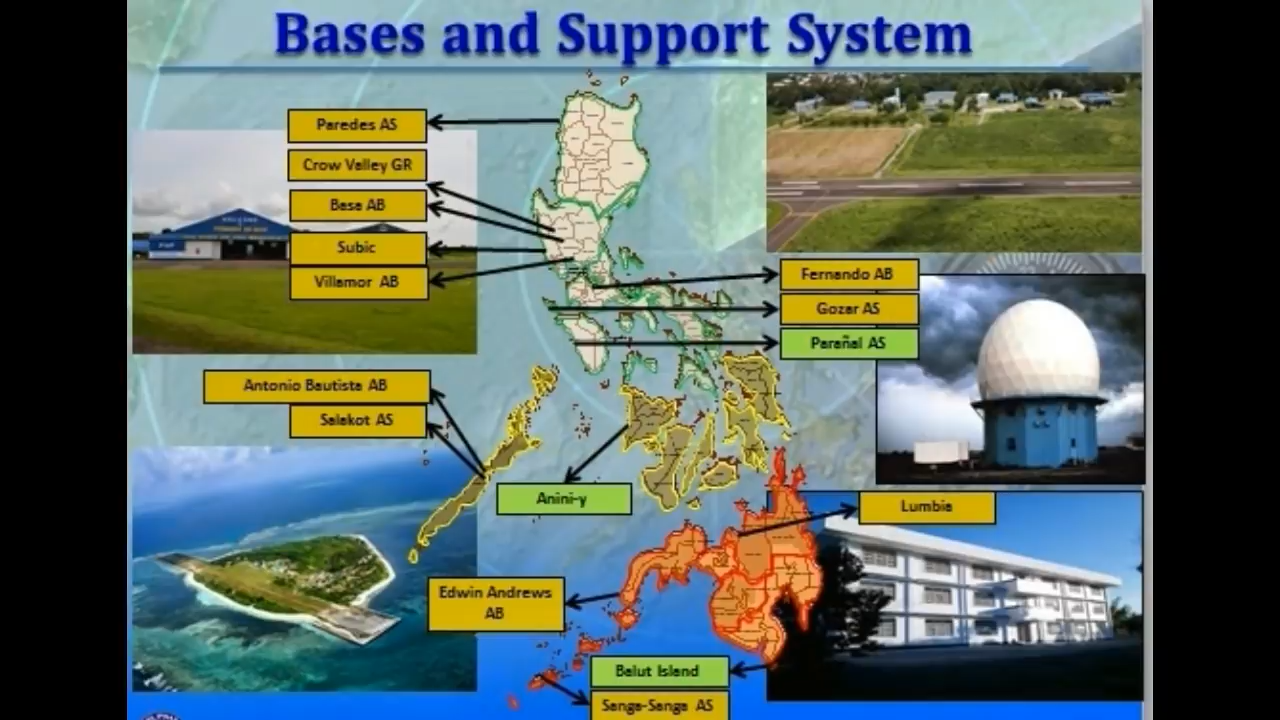 Bases and Support System
Paredes AS
Crow Valley GR
Basa AB
Subic
Villamor AB
Fernando AB
Gozar AS
Parañal AS
Antonio Bautista AB
Salakot AS
Anini-y
Lumbia
Edwin Andrews
AB
Balut Island
Sanga-Sanga AS